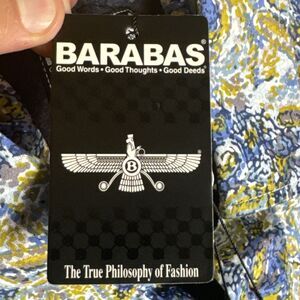 BARABAS®
Good Words • Good Thoughts • Good Deeds
B
The True Philosophy of Fashion